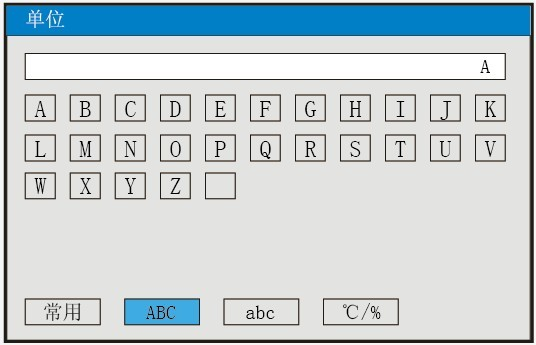 单位
A
A B C D E F G H I J K
L M N O P Q R S T U V
W X Y Z
常用 ABC abc ℃/%